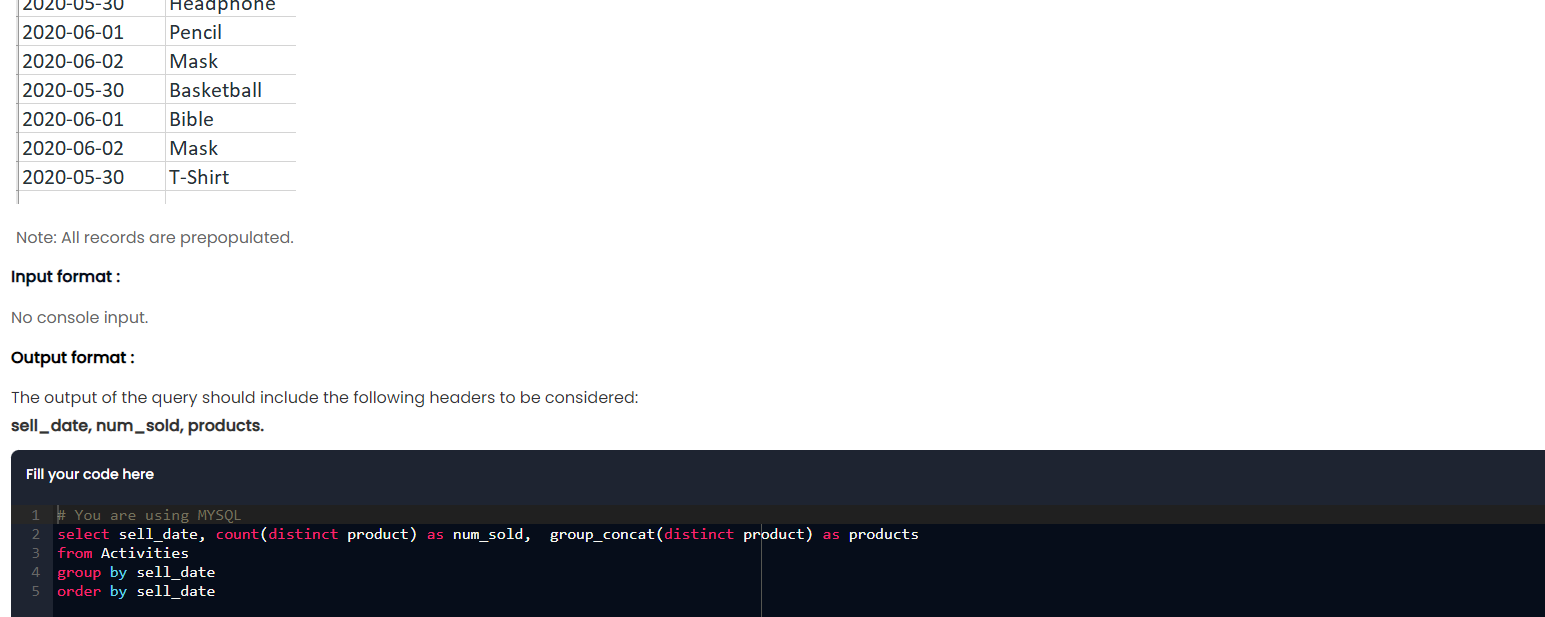 2020-05-30 Headphone
2020-06-01 Pencil
2020-06-02 Mask
2020-05-30 Basketball
2020-06-01 Bible
2020-06-02 Mask
2020-05-30 T-Shirt
Note: All records are prepopulated.
Input format :
No console input.
Output format :
The output of the query should include the following headers to be considered:
sell_date, num_sold, products.
Fill your code here
1 # You are using MYSQL
2 select sell_date, count(distinct product) as num_sold,  group_concat(distinct product) as products
3 from Activities
4 group by sell_date
5 order by sell_date